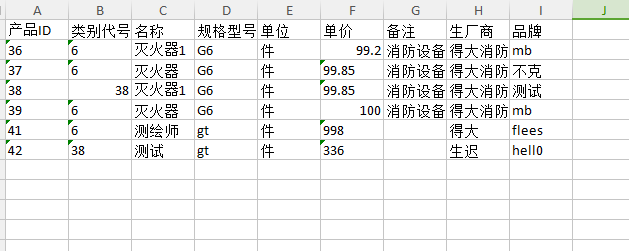 A B C D E F G H I J
产品ID 类别代号 名称 规格型号 单位 单价 备注 生厂商 品牌
36 6 灭火器1 G6 件 99.2 消防设备 得大消防 mb
37 6 灭火器 G6 件 99.85 消防设备 得大消防 不克
38 38 灭火器1 G6 件 99.85 消防设备 得大消防 测试
39 6 灭火器 G6 件 100 消防设备 得大消防 mb
41 6 测绘师 gt 件 998 得大 flees
42 38 测试 gt 件 336 生迟 hell0